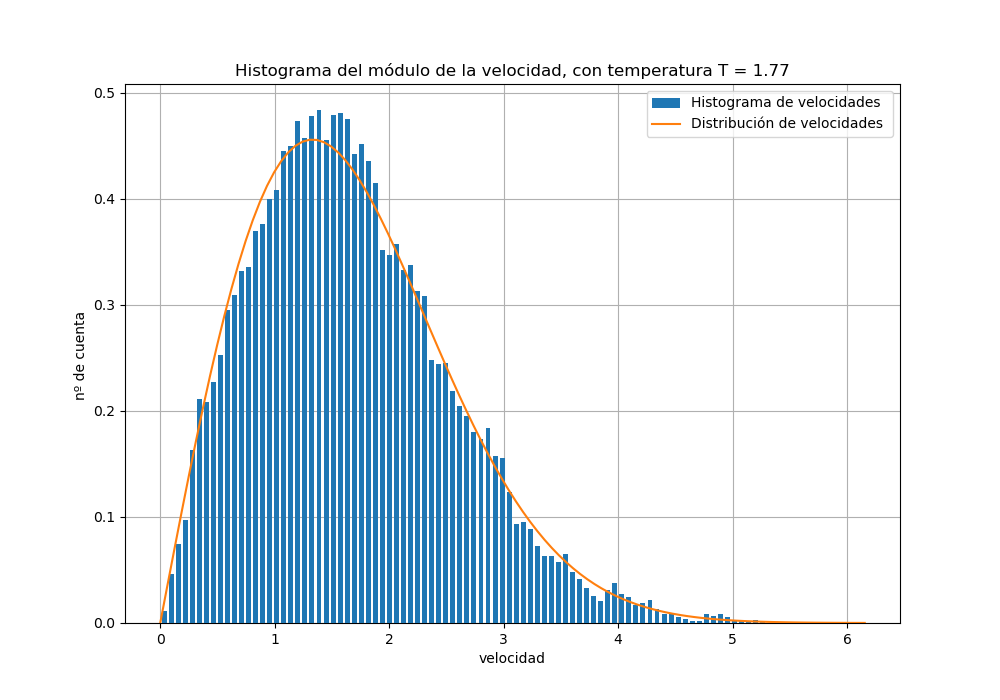 Histograma del módulo de la velocidad, con temperatura T = 1.77
Histograma de velocidades
Distribución de velocidades
nº de cuenta
0.5
0.4
0.3
0.2
0.1
0.0
0 1 2 3 4 5 6
velocidad